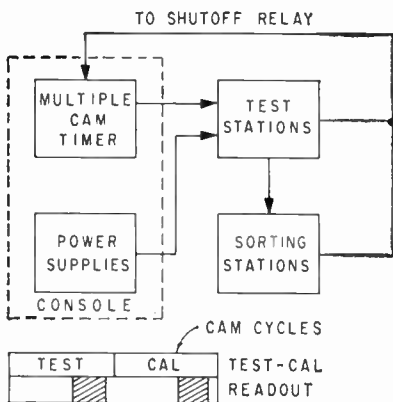 TO SHUTOFF RELAY
MULTIPLE
CAM
TIMER
TEST
STATIONS
POWER
SUPPLIES
SORTING
STATIONS
CONSOLE
CAM CYCLES
TEST
CAL
TEST-CAL
READOUT